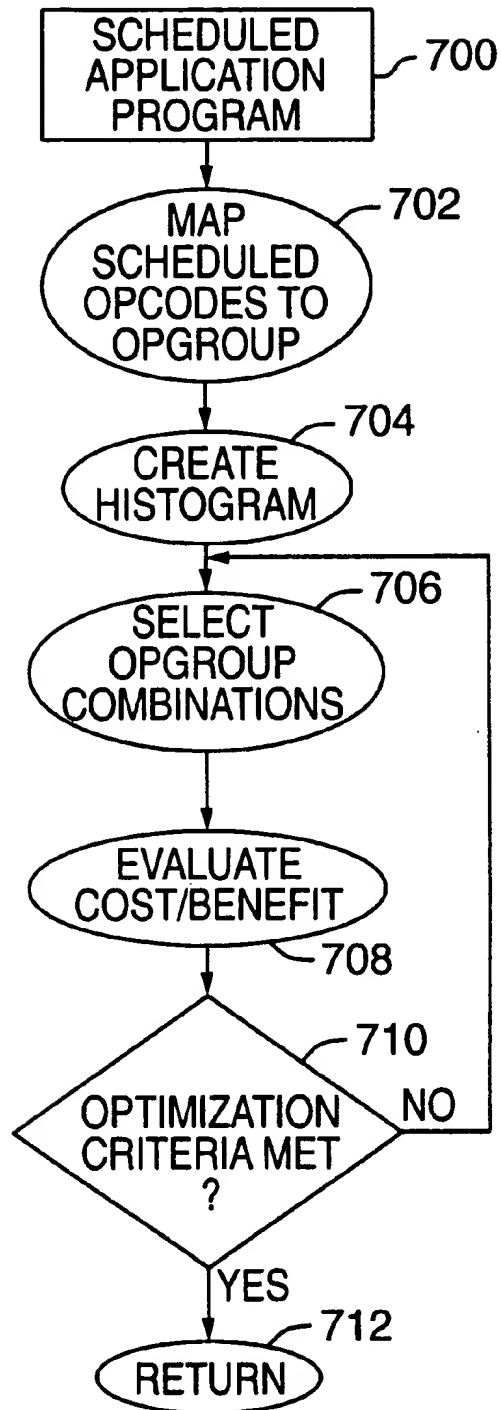 SCHEDULED
APPLICATION
PROGRAM
700
702
MAP
SCHEDULED
OPCODES TO
OPGROUP
704
CREATE
HISTOGRAM
706
SELECT
OPGROUP
COMBINATIONS
EVALUATE
COST/BENEFIT
708
710
OPTIMIZATION
CRITERIA MET
?
NO
YES
712
RETURN